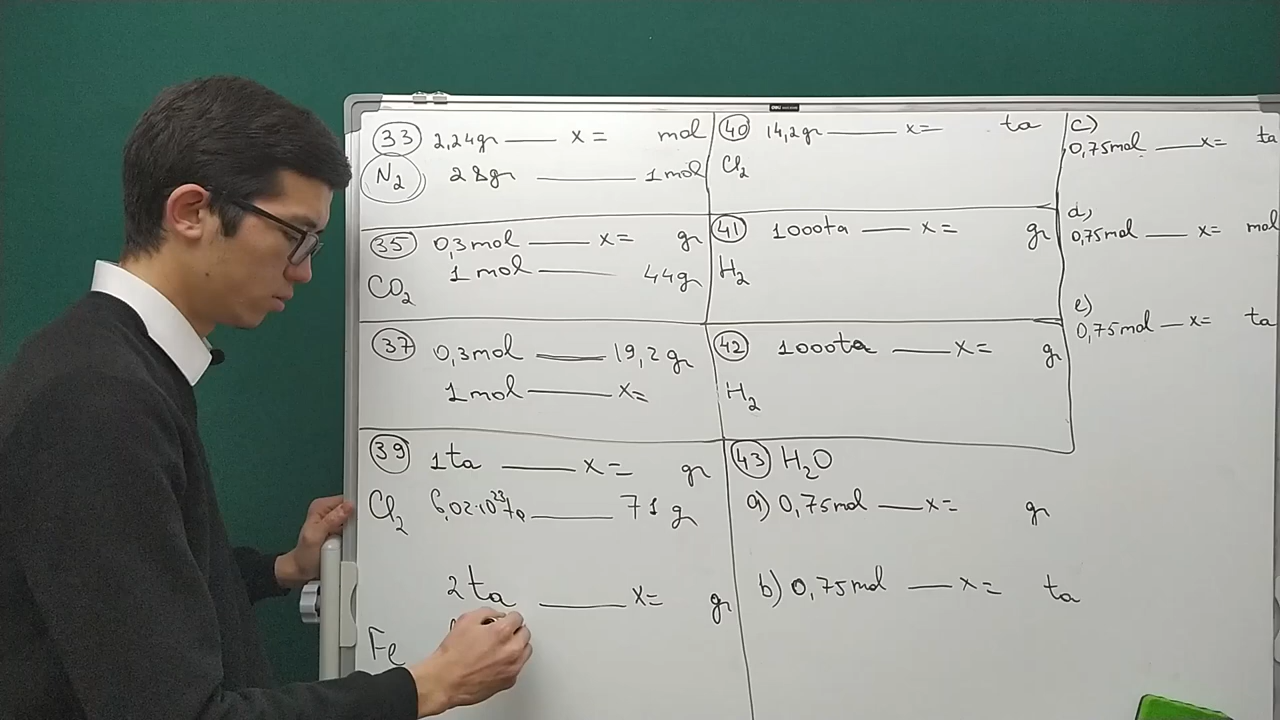 33 2,24gr — x= mol
N₂ 28gr — 1mol
35 0,3mol — x= gr
1mol — 44gr
CO₂
37 0,3mol — 19,2gr
1mol — x=
39 1ta — x= gr
Cl₂ 6,02·10²³ta — 71g
2ta — x= gr
Fe
40 14,2gr — x= ta
Cl₂
41 1000ta — x= gr
H₂
42 1000ta — x= gr
H₂
43 H₂O
a) 0,75mol — x= gr
b) 0,75mol — x= ta
c)
0,75mol — x= ta
d)
0,75mol — x= mol
e)
0,75mol — x= ta